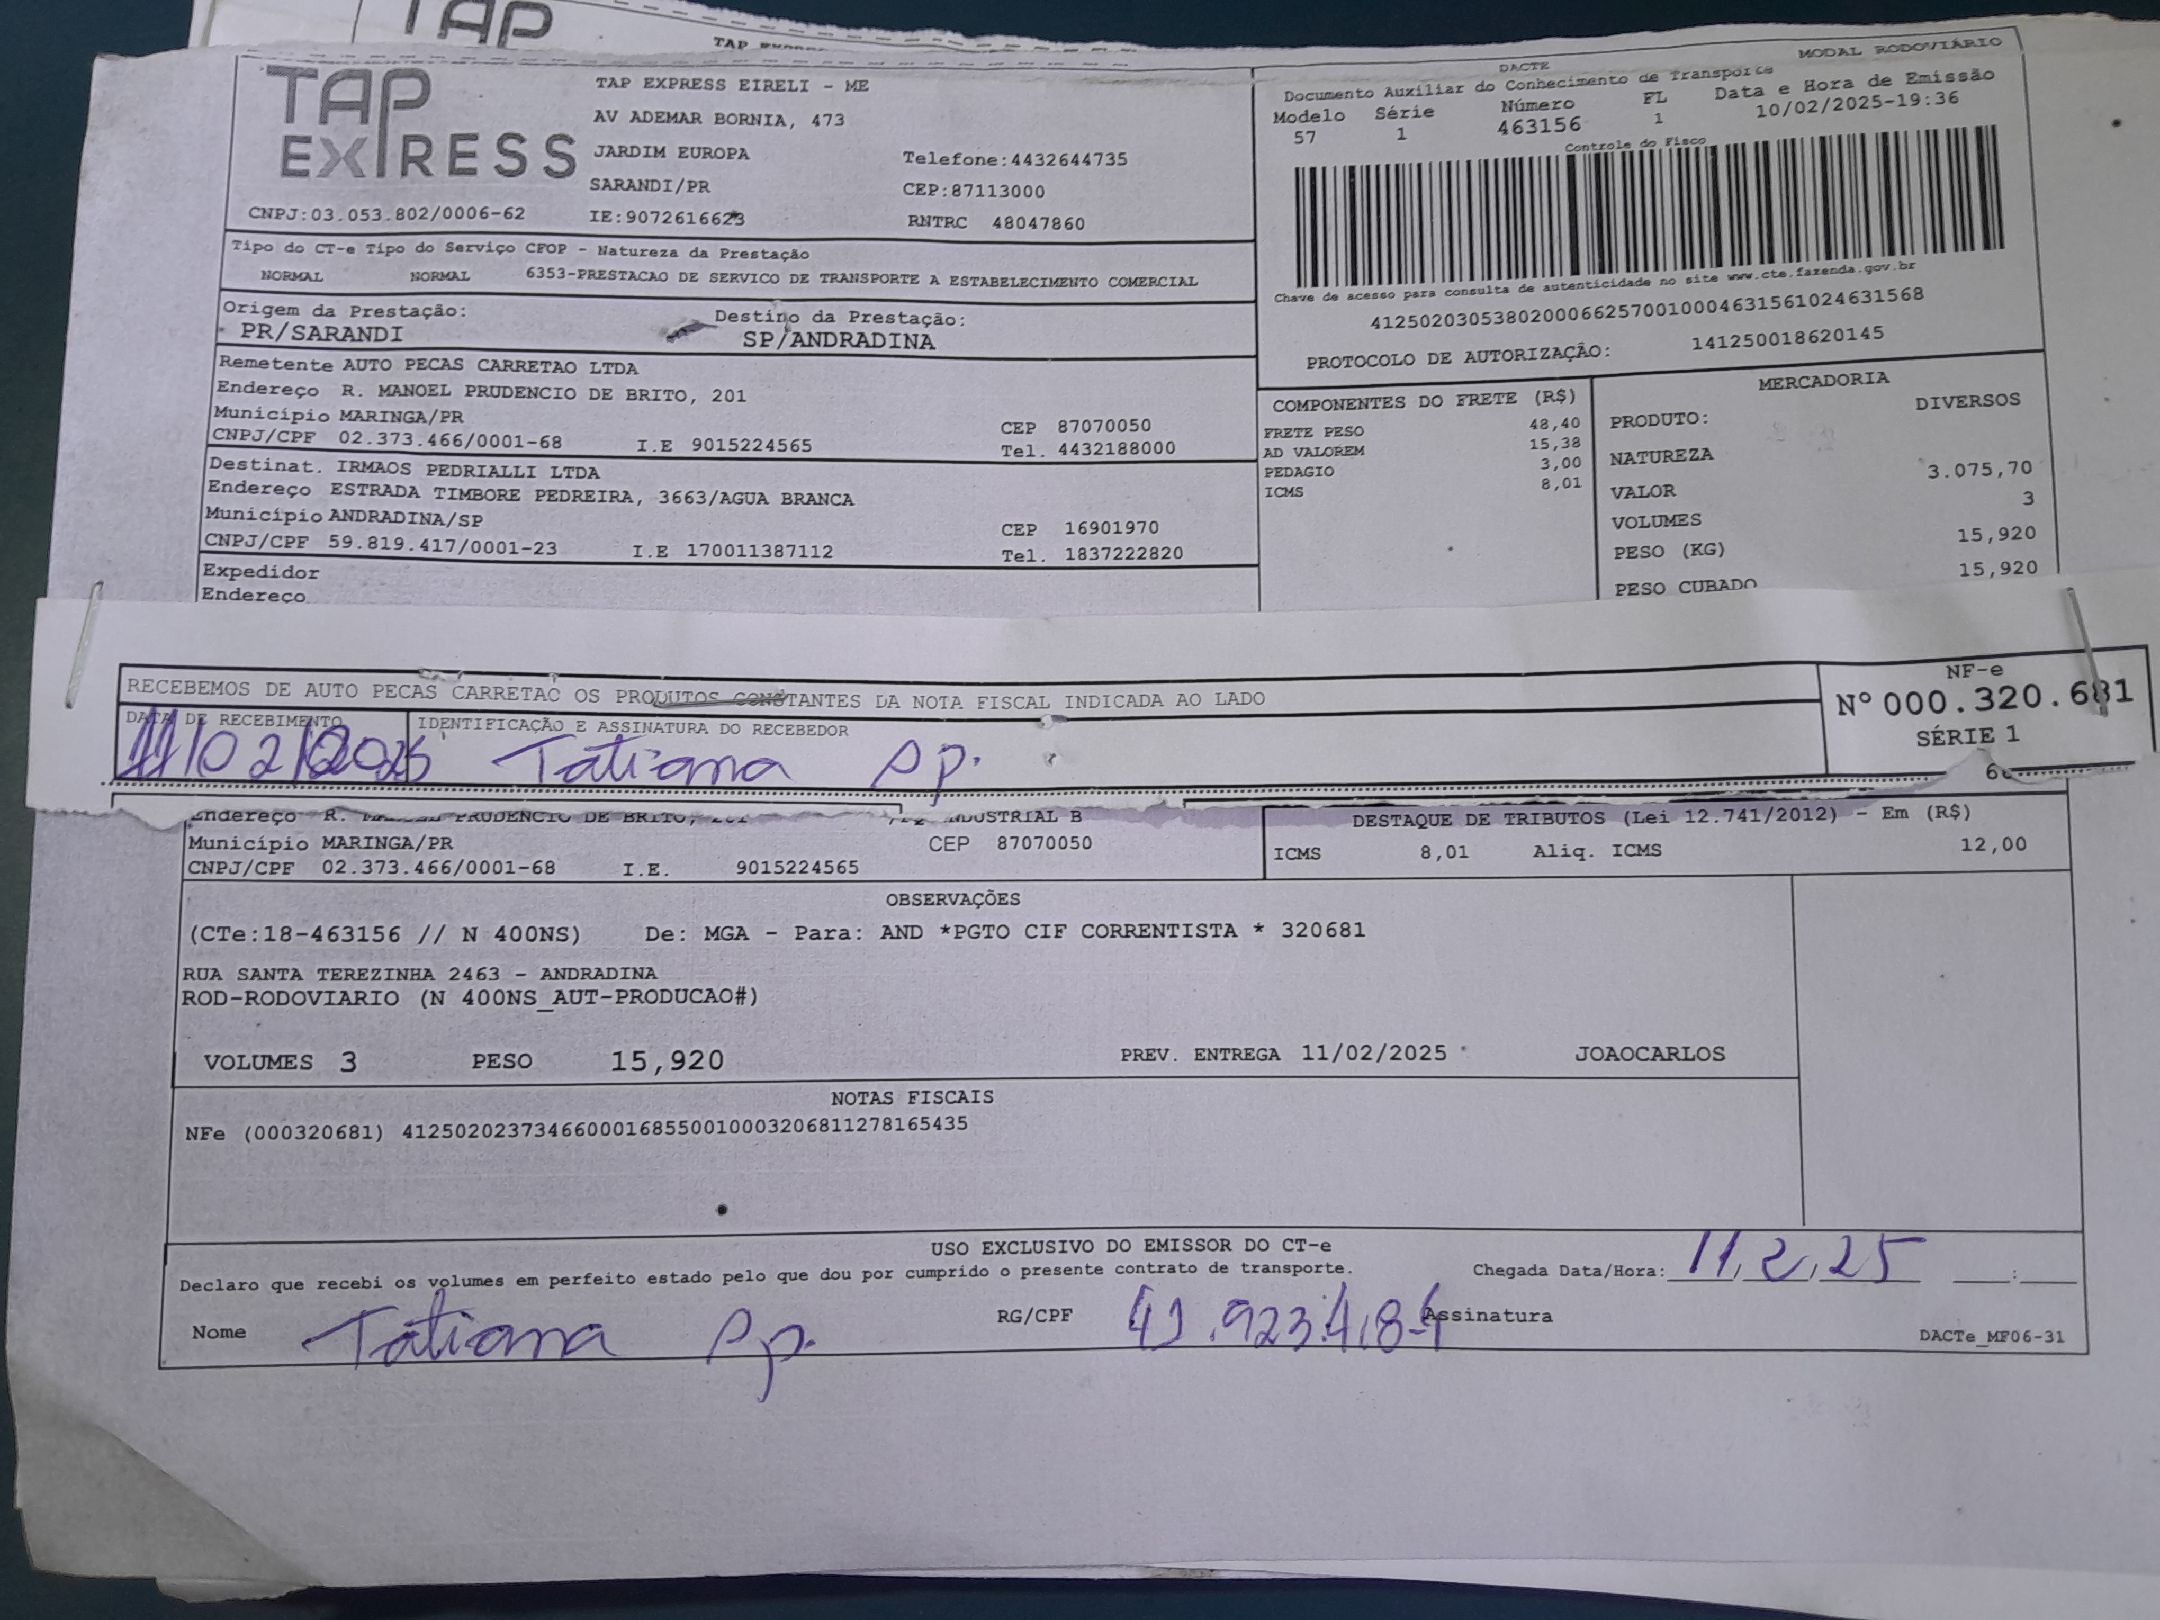 TAP
TAP EXPRESS
TAP EXPRESS EIRELI - ME
AV ADEMAR BORNIA, 473
JARDIM EUROPA Telefone:4432644735
SARANDI/PR CEP:87113000
CNPJ:03.053.802/0006-62 IE:9072616623 RNTRC 48047860
MODAL RODOVIÁRIO
DACTE
Documento Auxiliar do Conhecimento de Transporte
Modelo Série Número FL Data e Hora de Emissão
57 1 463156 1 10/02/2025-19:36
Controle do Fisco
Chave de acesso para consulta de autenticidade no site www.cte.fazenda.gov.br
41250203053802000662570010004631561024631568
PROTOCOLO DE AUTORIZAÇÃO: 141250018620145
Tipo do CT-e Tipo do Serviço CFOP - Natureza da Prestação
NORMAL NORMAL 6353-PRESTACAO DE SERVICO DE TRANSPORTE A ESTABELECIMENTO COMERCIAL
Origem da Prestação: Destino da Prestação:
PR/SARANDI SP/ANDRADINA
Remetente AUTO PECAS CARRETAO LTDA
Endereço R. MANOEL PRUDENCIO DE BRITO, 201
Município MARINGA/PR CEP 87070050
CNPJ/CPF 02.373.466/0001-68 I.E 9015224565 Tel. 4432188000
Destinat. IRMAOS PEDRIALLI LTDA
Endereço ESTRADA TIMBORE PEDREIRA, 3663/AGUA BRANCA
Município ANDRADINA/SP CEP 16901970
CNPJ/CPF 59.819.417/0001-23 I.E 170011387112 Tel. 1837222820
Expedidor
Endereço
COMPONENTES DO FRETE (R$)
FRETE PESO 48,40
AD VALOREM 15,38
PEDAGIO 3,00
ICMS 8,01
MERCADORIA
PRODUTO: DIVERSOS
NATUREZA
VALOR 3.075,70
VOLUMES 3
PESO (KG) 15,920
PESO CUBADO 15,920
RECEBEMOS DE AUTO PECAS CARRETAO OS PRODUTOS CONSTANTES DA NOTA FISCAL INDICADA AO LADO
DATA DE RECEBIMENTO IDENTIFICAÇÃO E ASSINATURA DO RECEBEDOR
11/02/2025 Tatiana Ap.
NF-e
Nº 000.320.681
SÉRIE 1
Endereço R. PRUDENCIO DE BRITO, INDUSTRIAL B
Município MARINGA/PR CEP 87070050
CNPJ/CPF 02.373.466/0001-68 I.E. 9015224565
DESTAQUE DE TRIBUTOS (Lei 12.741/2012) - Em (R$)
ICMS 8,01 Aliq. ICMS 12,00
OBSERVAÇÕES
(CTe:18-463156 // N 400NS) De: MGA - Para: AND *PGTO CIF CORRENTISTA * 320681
RUA SANTA TEREZINHA 2463 - ANDRADINA
ROD-RODOVIARIO (N 400NS_AUT-PRODUCAO#)
VOLUMES 3 PESO 15,920 PREV. ENTREGA 11/02/2025 JOAOCARLOS
NOTAS FISCAIS
NFe (000320681) 41250202373466000168550010003206811278165435
USO EXCLUSIVO DO EMISSOR DO CT-e
Declaro que recebi os volumes em perfeito estado pelo que dou por cumprido o presente contrato de transporte. Chegada Data/Hora: 11/2/25 :
Nome Tatiana Ap. RG/CPF Assinatura
DACTe_MF06-31